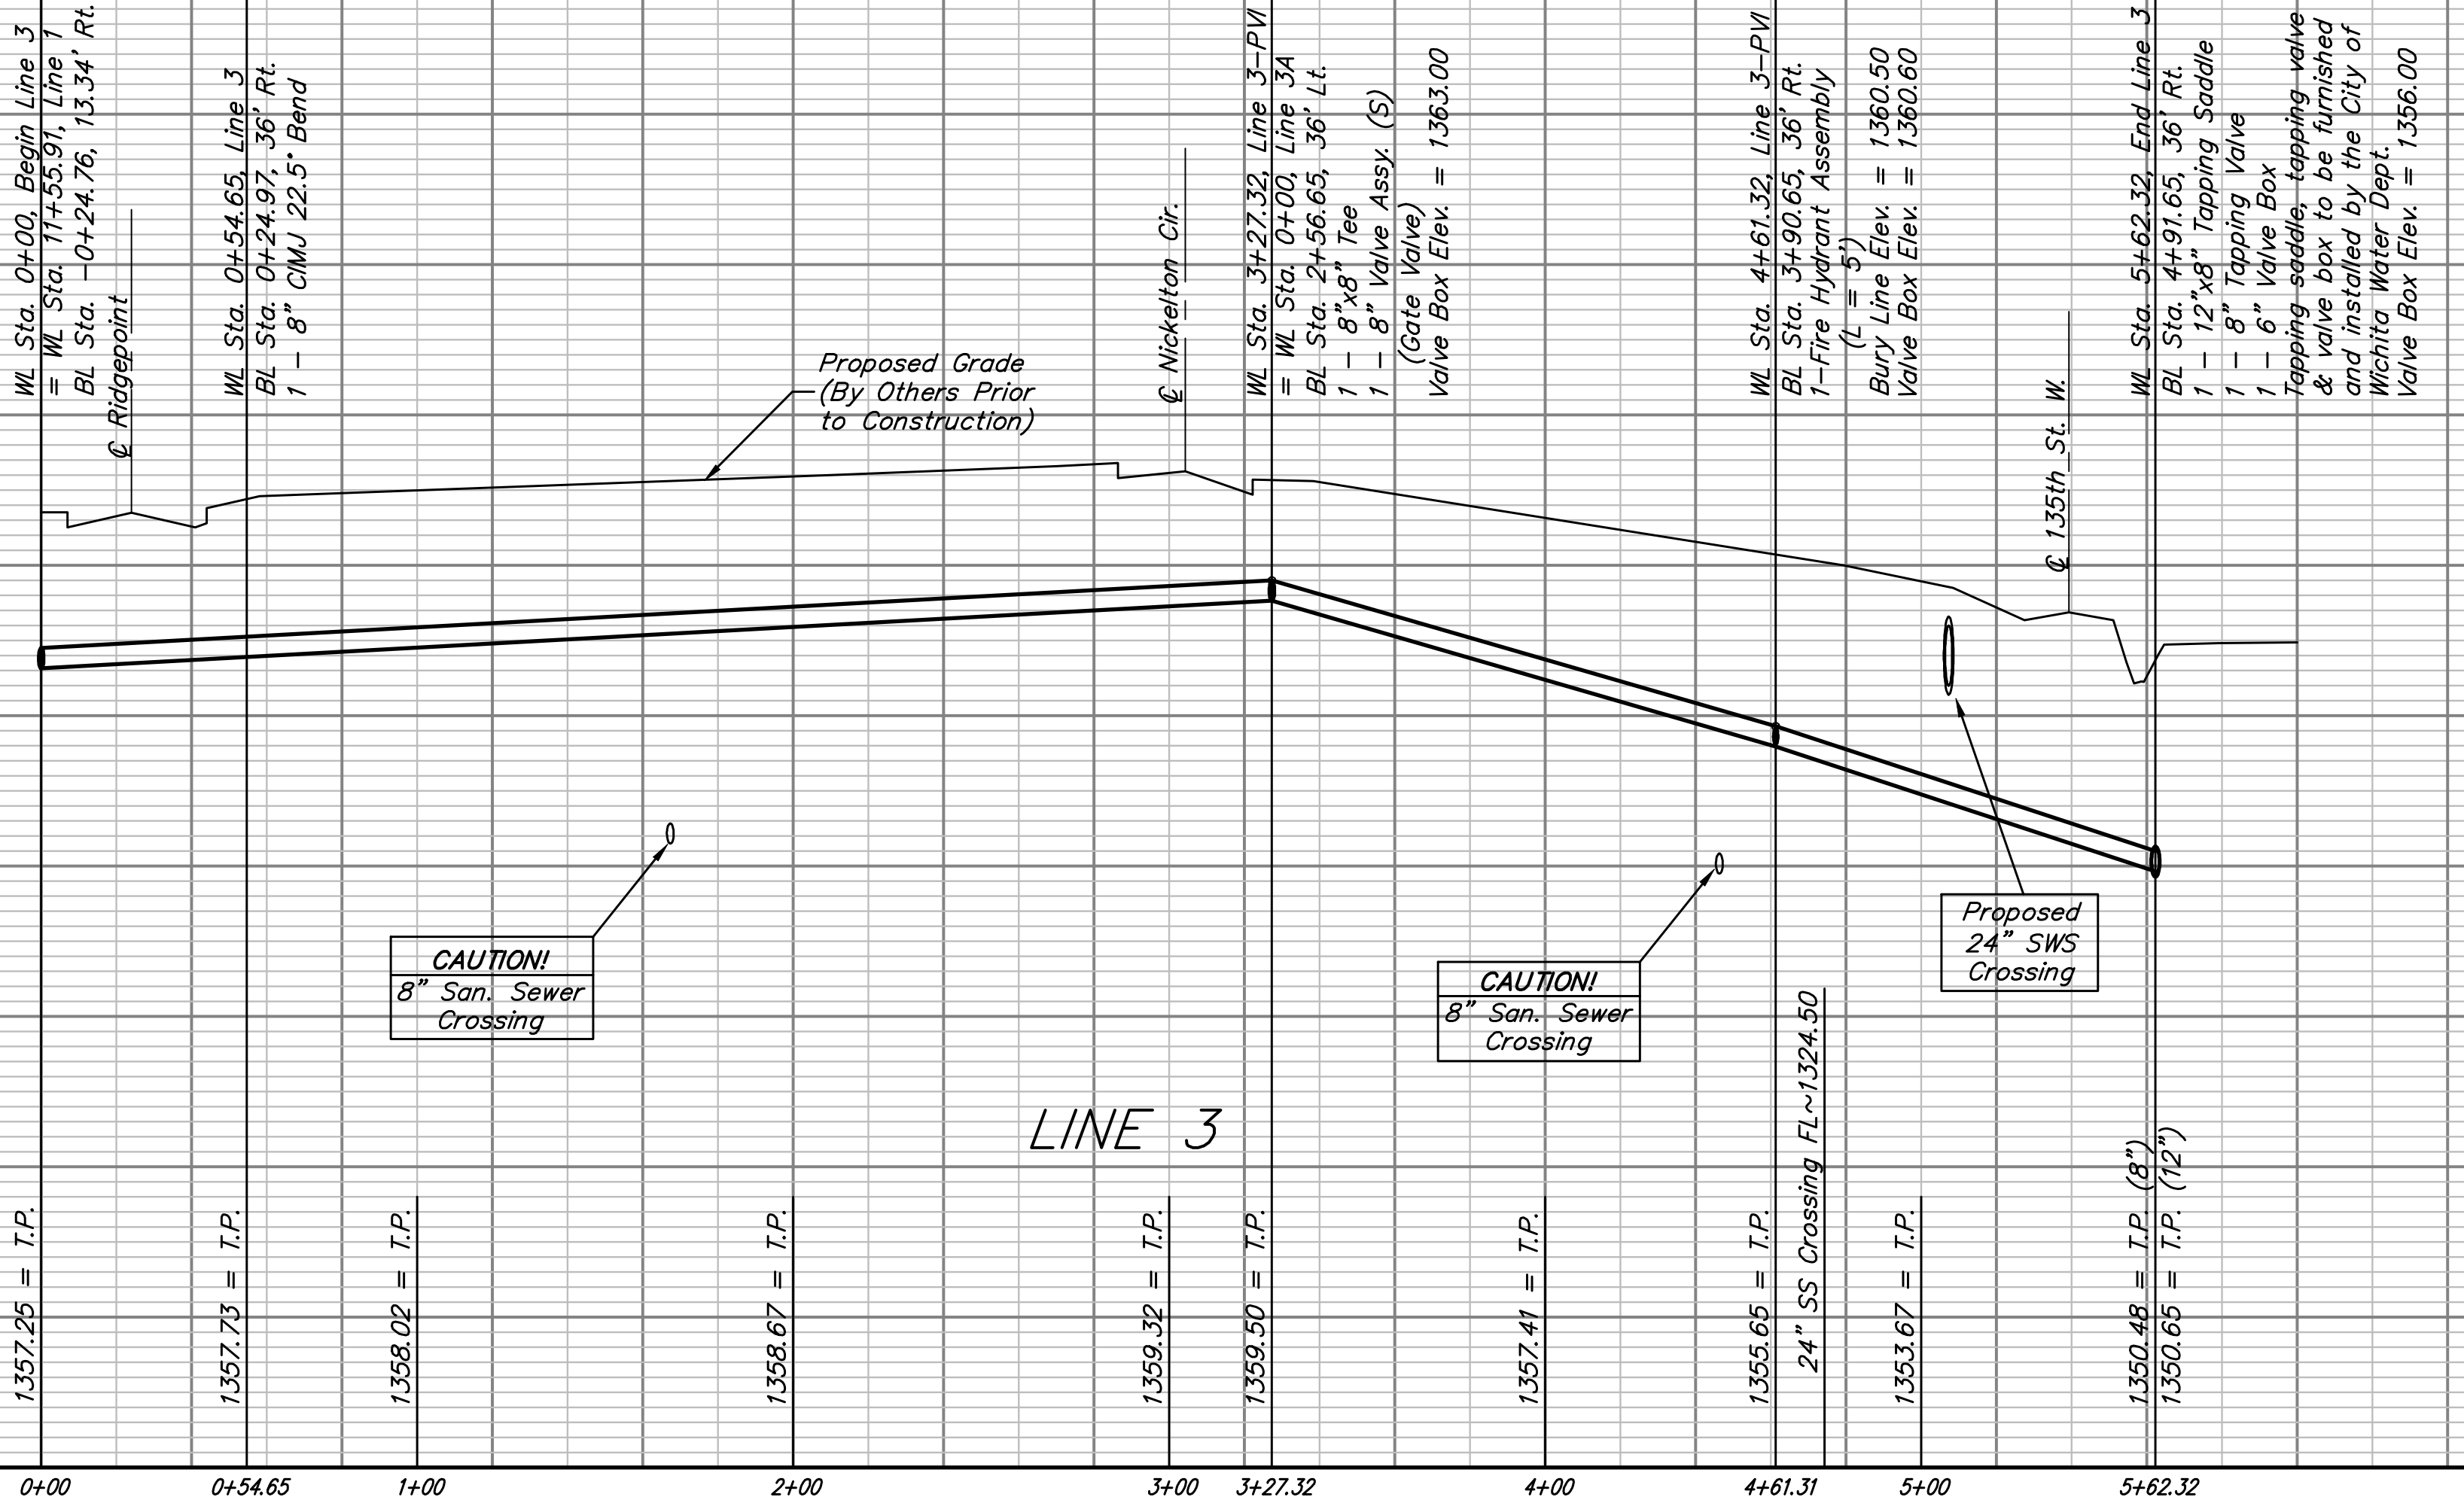 WL Sta. 0+00, Begin Line 3
= WL Sta. 11+55.91, Line 1
BL Sta. -0+24.76, 13.34' Rt.
℄ Ridgepoint
WL Sta. 0+54.65, Line 3
BL Sta. 0+24.97, 36' Rt.
1 - 8" CIMJ 22.5° Bend
Proposed Grade
(By Others Prior
to Construction)
℄ Nickelton Cir.
WL Sta. 3+27.32, Line 3-PVI
= WL Sta. 0+00, Line 3A
BL Sta. 2+56.65, 36' Lt.
1 - 8"x8" Tee
1 - 8" Valve Assy. (S)
(Gate Valve)
Valve Box Elev. = 1363.00
WL Sta. 4+61.32, Line 3-PVI
BL Sta. 3+90.65, 36' Rt.
1-Fire Hydrant Assembly
(L = 5')
Bury Line Elev. = 1360.50
Valve Box Elev. = 1360.60
℄ 135th St. W.
WL Sta. 5+62.32, End Line 3
BL Sta. 4+91.65, 36' Rt.
1 - 12"x8" Tapping Saddle
1 - 8" Tapping Valve
1 - 6" Valve Box
Tapping saddle, tapping valve
& valve box to be furnished
and installed by the City of
Wichita Water Dept.
Valve Box Elev. = 1356.00
CAUTION!
8" San. Sewer
Crossing
CAUTION!
8" San. Sewer
Crossing
Proposed
24" SWS
Crossing
LINE 3
1357.25 = T.P.
1357.73 = T.P.
1358.02 = T.P.
1358.67 = T.P.
1359.32 = T.P.
1359.50 = T.P.
1357.41 = T.P.
1355.65 = T.P.
24" SS Crossing FL~1324.50
1353.67 = T.P.
1350.48 = T.P. (8")
1350.65 = T.P. (12")
0+00
0+54.65
1+00
2+00
3+00
3+27.32
4+00
4+61.31
5+00
5+62.32